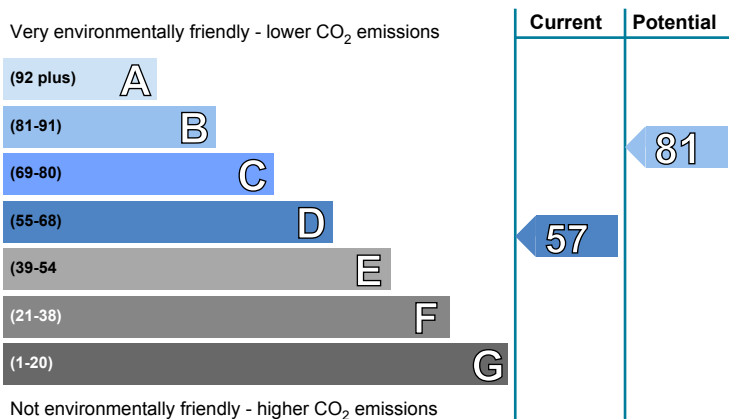 Very environmentally friendly - lower CO2 emissions
Current
Potential
(92 plus) A
(81-91) B
(69-80) C
(55-68) D
(39-54 E
(21-38) F
(1-20) G
81
57
Not environmentally friendly - higher CO2 emissions